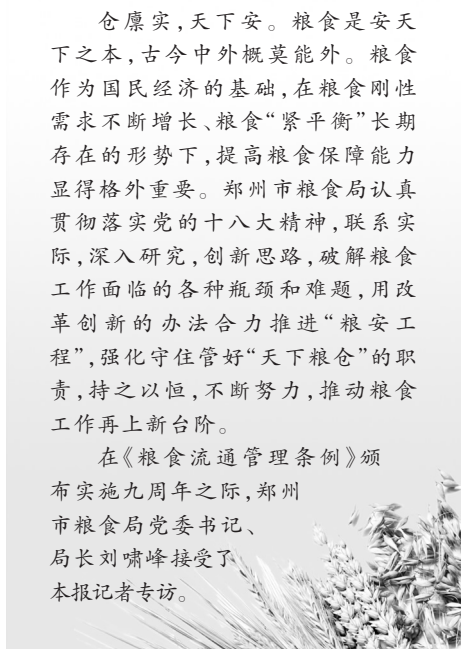 仓廪实,天下安。粮食是安天
下之本,古今中外概莫能外。粮食
作为国民经济的基础,在粮食刚性
需求不断增长、粮食“紧平衡”长期
存在的形势下,提高粮食保障能力
显得格外重要。郑州市粮食局认真
贯彻落实党的十八大精神,联系实
际,深入研究,创新思路,破解粮食
工作面临的各种瓶颈和难题,用改
革创新的办法合力推进“粮安工
程”,强化守住管好“天下粮仓”的职
责,持之以恒,不断努力,推动粮食
工作再上新台阶。
在《粮食流通管理条例》颁
布实施九周年之际,郑州
市粮食局党委书记、
局长刘啸峰接受了
本报记者专访。